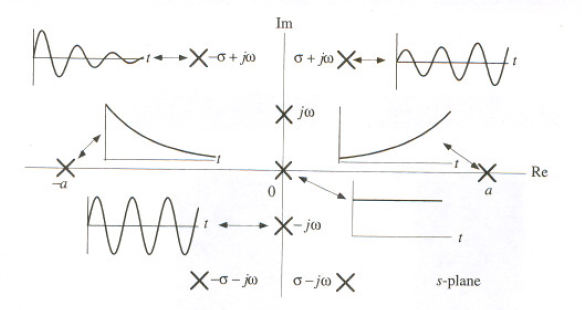 Im
t
-σ + jω
σ + jω
t
jω
t
t
Re
-a
0
a
t
-jω
t
-σ - jω
σ - jω
s-plane